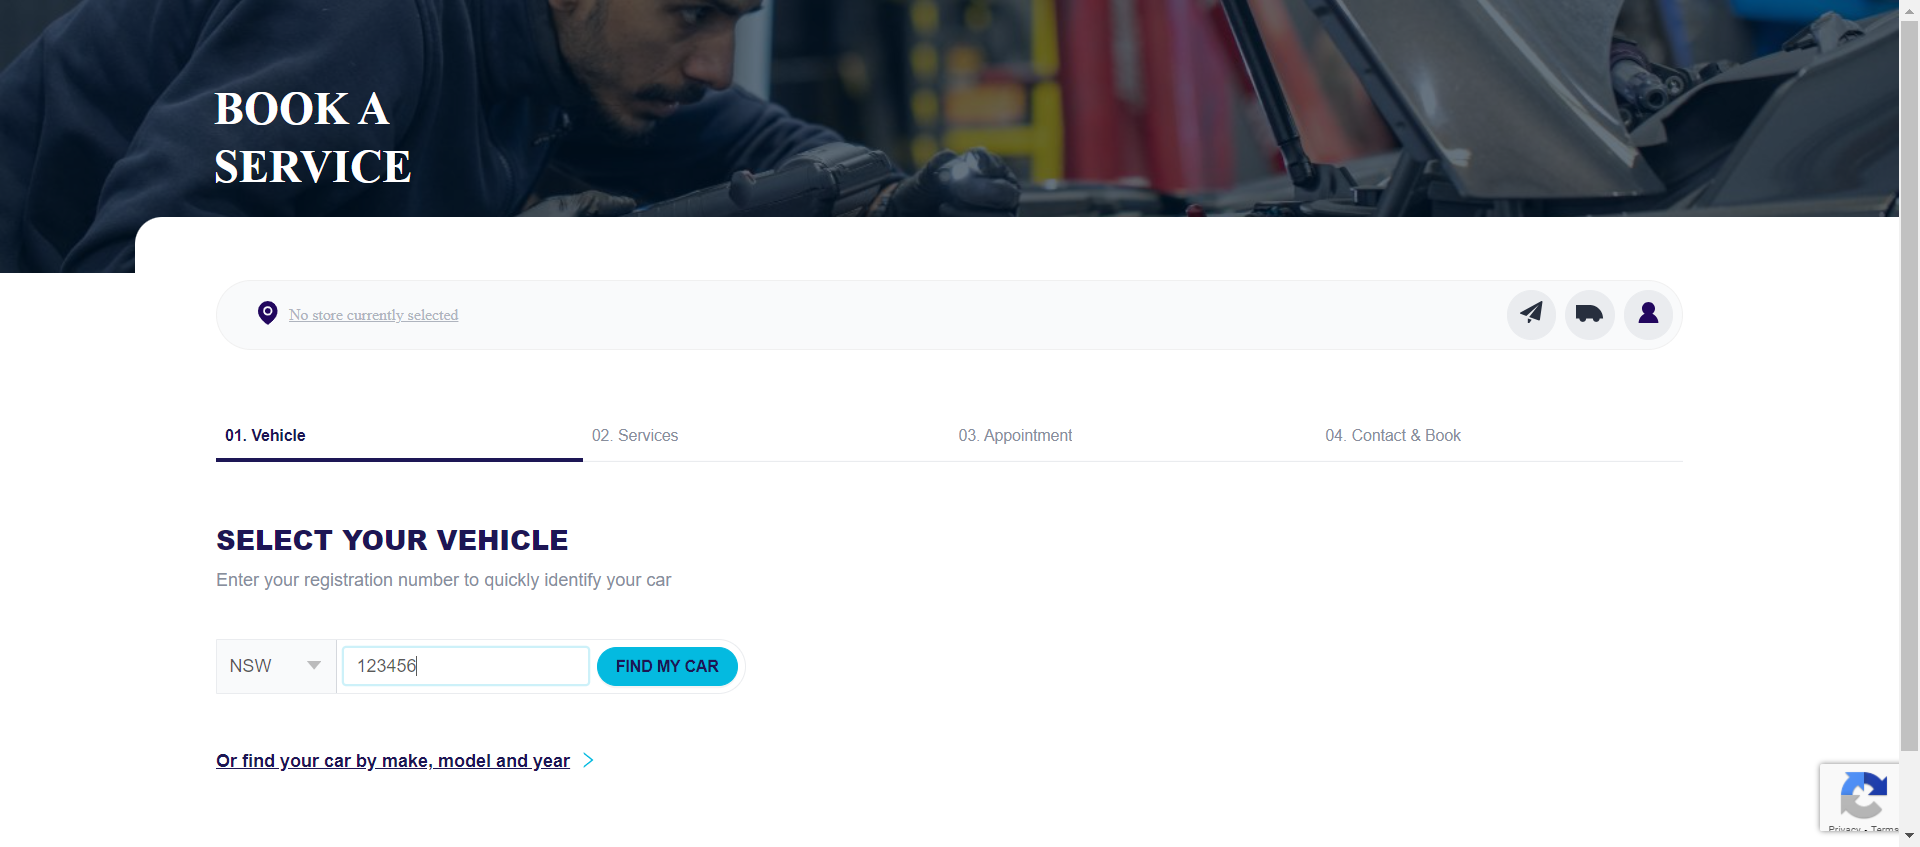 BOOK A
SERVICE
No store currently selected
01. Vehicle
02. Services
03. Appointment
04. Contact & Book
SELECT YOUR VEHICLE
Enter your registration number to quickly identify your car
NSW
123456
FIND MY CAR
Or find your car by make, model and year
Privacy - Terms